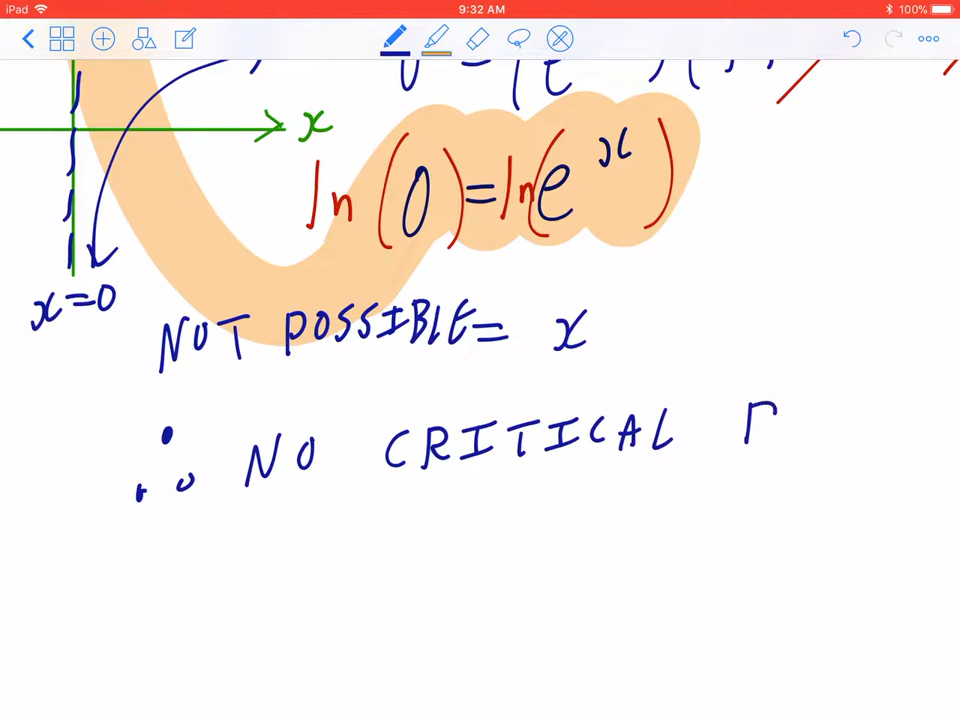 iPad 9:32 AM 100%
x
ln(0)=ln(e^x)
x=0
NOT POSSIBLE= x
∴ NO CRITICAL